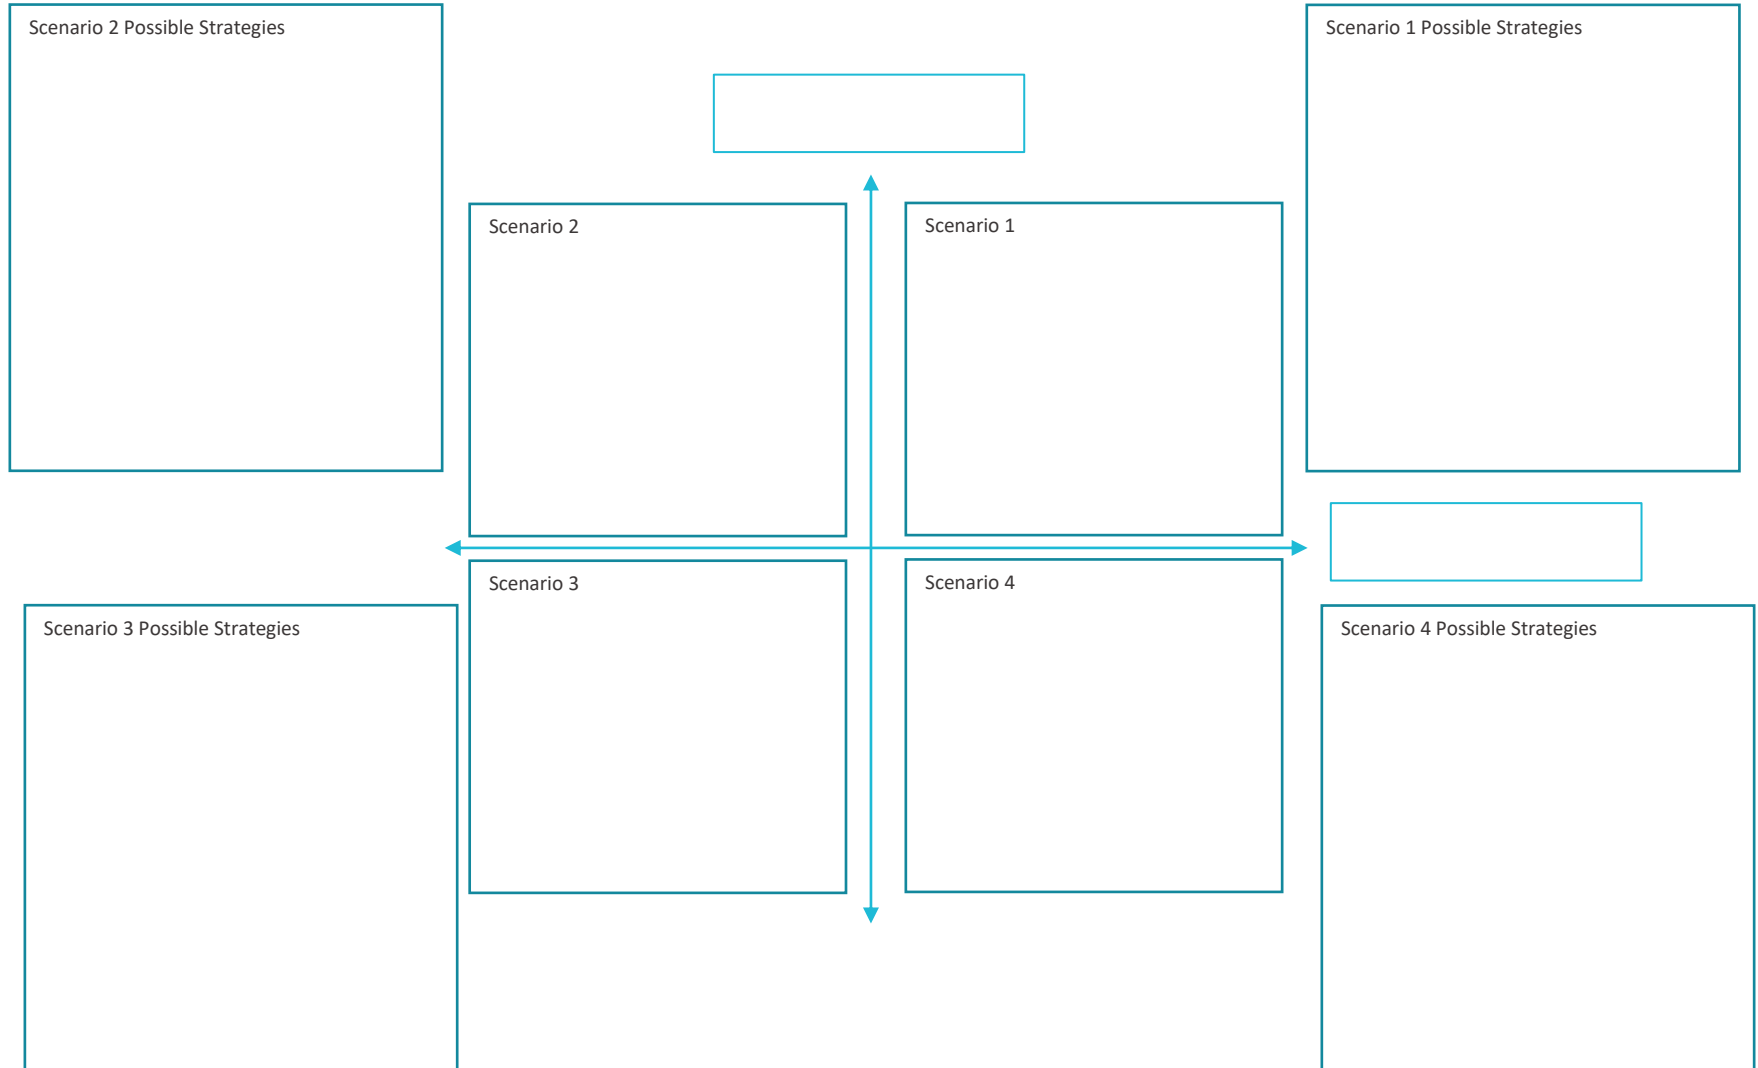 Scenario 2 Possible Strategies
Scenario 1 Possible Strategies
Scenario 2
Scenario 1
Scenario 3
Scenario 4
Scenario 3 Possible Strategies
Scenario 4 Possible Strategies